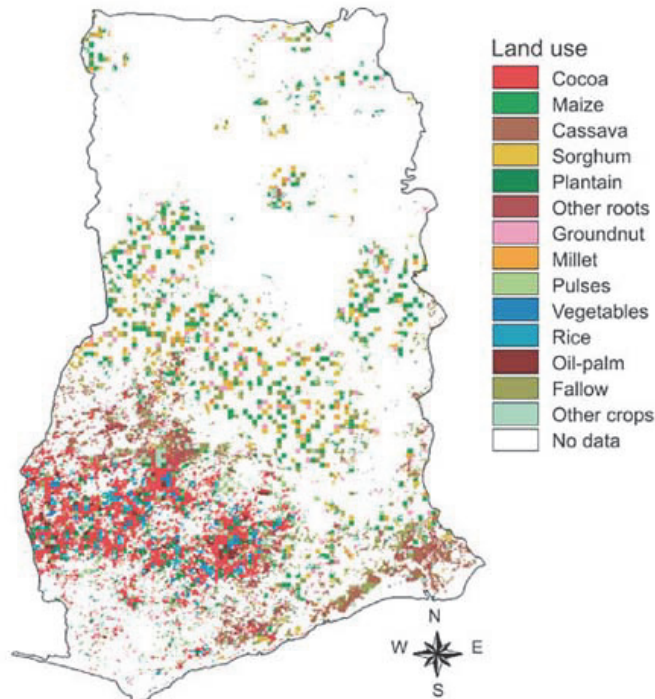 Land use
Cocoa
Maize
Cassava
Sorghum
Plantain
Other roots
Groundnut
Millet
Pulses
Vegetables
Rice
Oil-palm
Fallow
Other crops
No data
N
W E
S